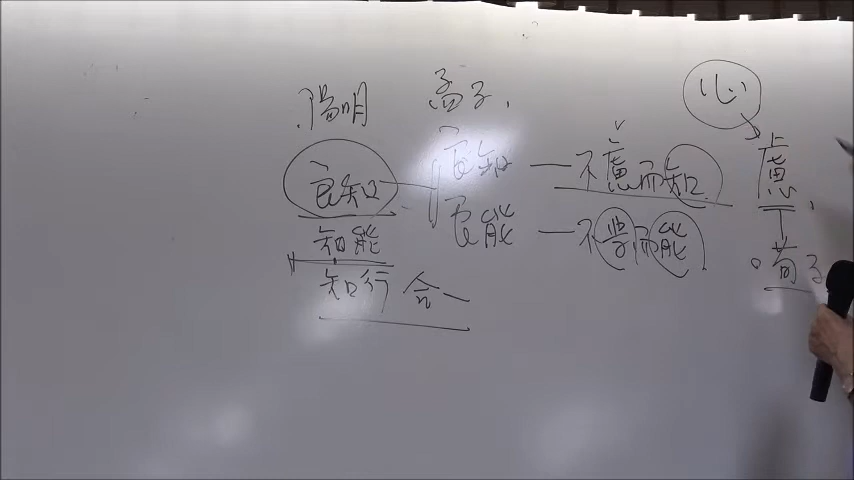 陽明 孟子.
心
良知 良知 — 不慮而知 慮
知能 良能 — 不學而能
知行合一
荀子